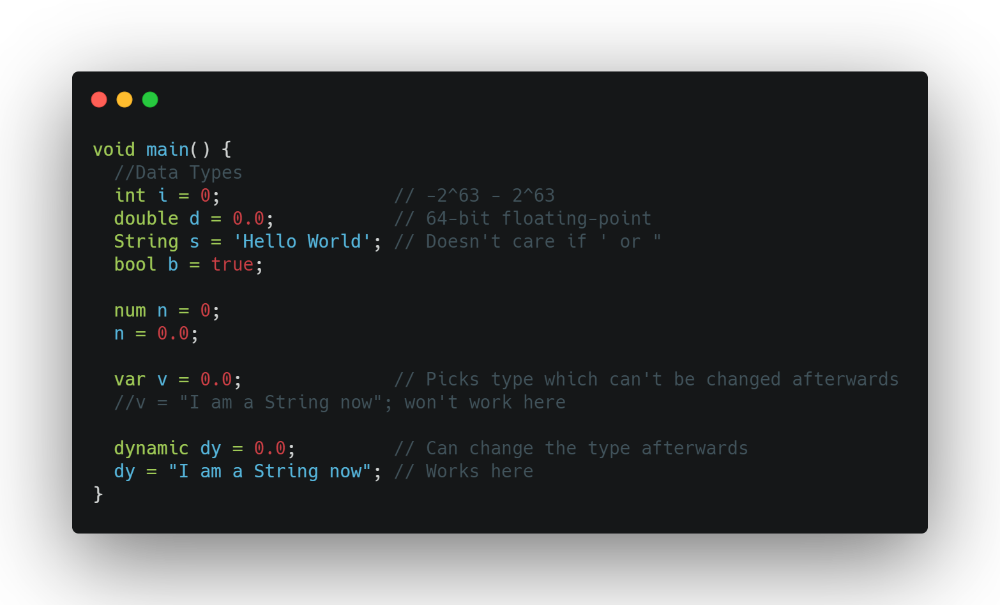 void main() {
  //Data Types
  int i = 0;                // -2^63 - 2^63
  double d = 0.0;           // 64-bit floating-point
  String s = 'Hello World'; // Doesn't care if ' or "
  bool b = true;

  num n = 0;
  n = 0.0;

  var v = 0.0;              // Picks type which can't be changed afterwards
  //v = "I am a String now"; won't work here

  dynamic dy = 0.0;         // Can change the type afterwards
  dy = "I am a String now"; // Works here
}